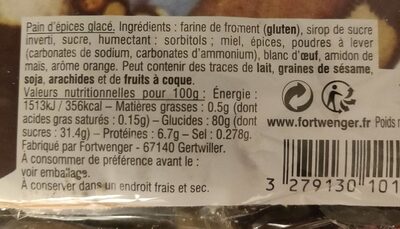 Pain d'épices glacé. Ingrédients : farine de froment (gluten), sirop de sucre
inverti, sucre, humectant : sorbitols ; miel, épices, poudres à lever
(carbonates de sodium, carbonates d'ammonium), blanc d'œuf, amidon de
maïs, arôme orange. Peut contenir des traces de lait, graines de sésame,
soja, arachides et de fruits à coque.
Valeurs nutritionnelles pour 100g : Énergie :
1513kJ / 356kcal – Matières grasses : 0.5g (dont
acides gras saturés : 0.15g) – Glucides : 80g (dont
sucres : 31.4g) – Protéines : 6.7g – Sel : 0.278g.
Fabriqué par Fortwenger - 67140 Gertwiller.
À consommer de préférence avant le :
voir emballage.
À conserver dans un endroit frais et sec.
www.fortwenger.fr Poids
3 279130 101